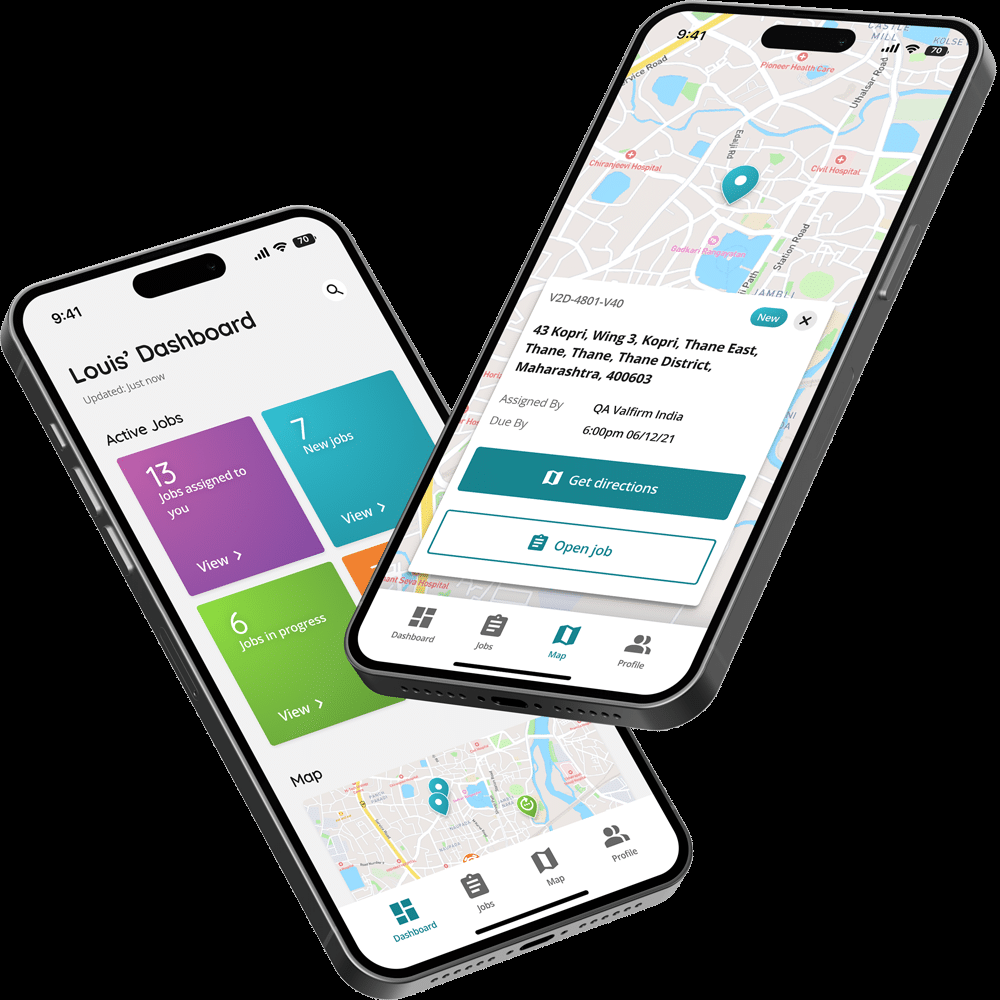 9:41
70
Louis' Dashboard
Updated: Just now
Active Jobs
13
Jobs assigned to
you
View
7
New jobs
View
6
Jobs in progress
View
Map
Dashboard
Jobs
Map
Profile
9:41
70
CASTLE
MILL
KOLSE
Pioneer Health Care
Uthalsar Road
Edalji Rd
Chiranjeevi Hospital
Civil Hospital
Gadkari Rangayatan
Station Road
Path
JAMBLI
V2D-4801-V40
New
43 Kopri, Wing 3, Kopri, Thane East,
Thane, Thane, Thane District,
Maharashtra, 400603
Assigned By
QA Valfirm India
Due By
6:00pm 06/12/21
Get directions
Open job
Seva Hospital
Dashboard
Jobs
Map
Profile